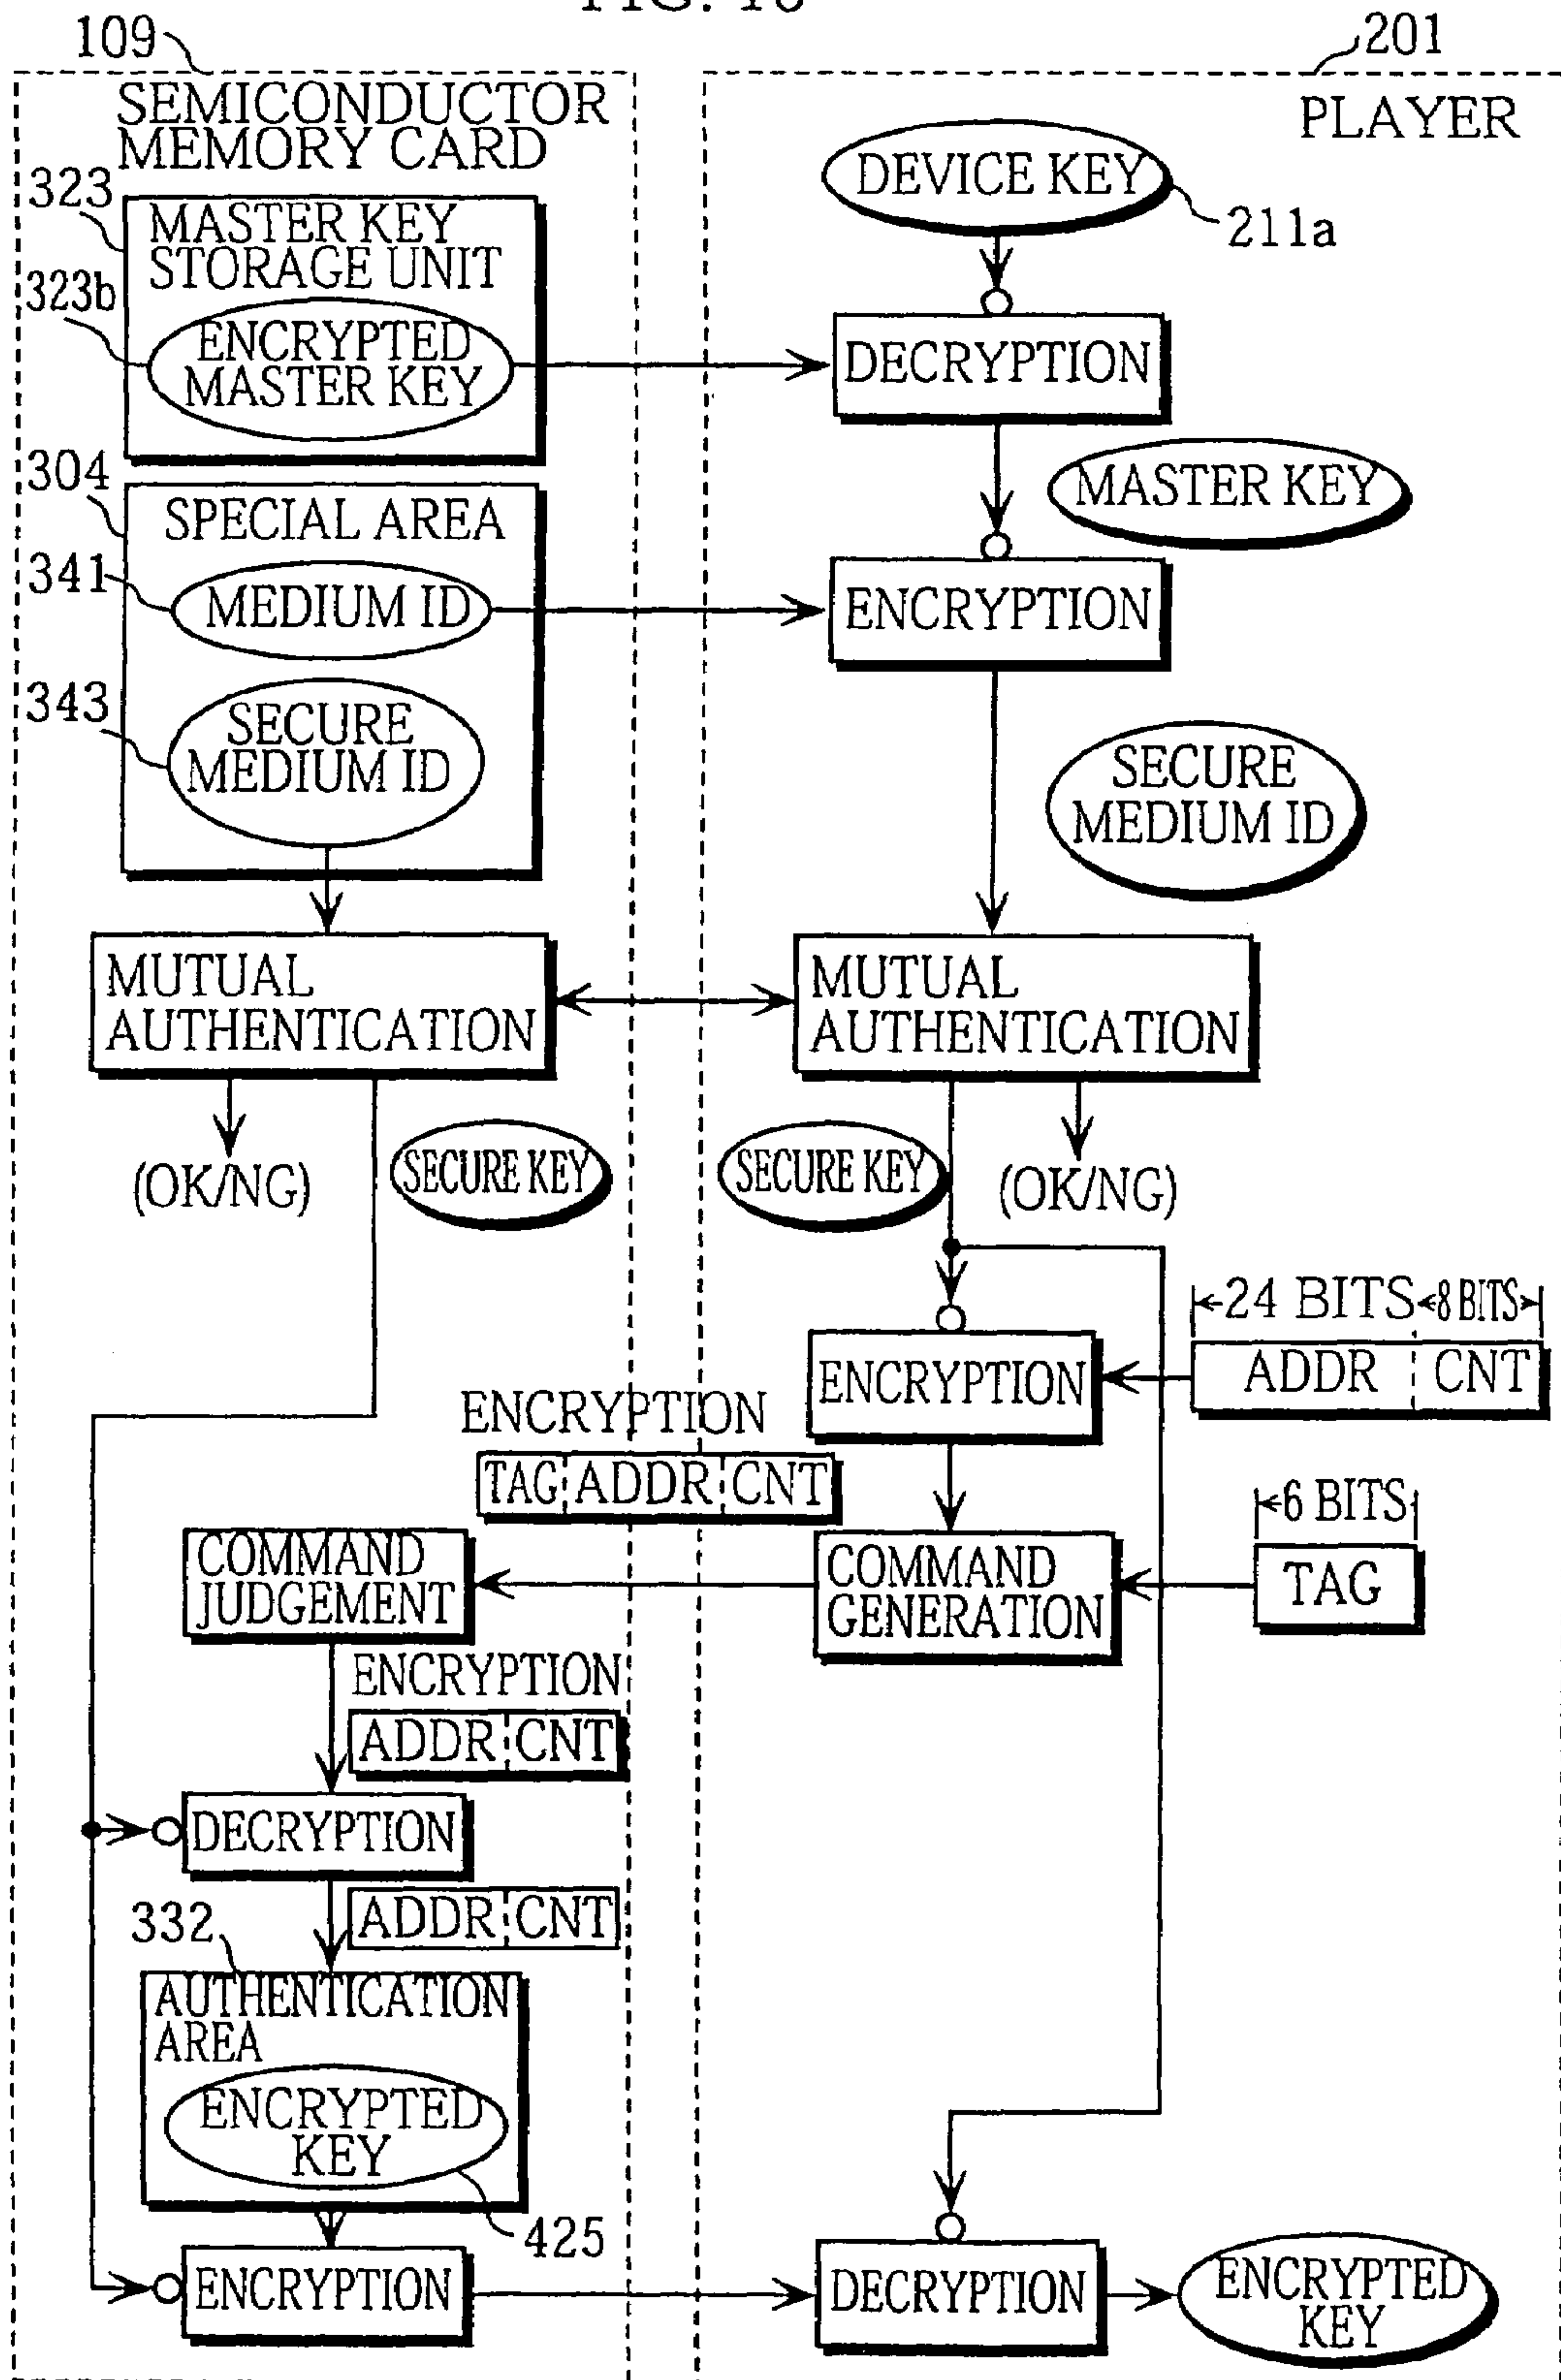 109
201
SEMICONDUCTOR
MEMORY CARD
PLAYER
323
MASTER KEY
STORAGE UNIT
323b
ENCRYPTED
MASTER KEY
DEVICE KEY
211a
DECRYPTION
MASTER KEY
304
SPECIAL AREA
341
MEDIUM ID
ENCRYPTION
343
SECURE
MEDIUM ID
SECURE
MEDIUM ID
MUTUAL
AUTHENTICATION
MUTUAL
AUTHENTICATION
(OK/NG)
SECURE KEY
SECURE KEY
(OK/NG)
24 BITS 8 BITS
ENCRYPTION
ADDR CNT
ENCRYPTION
TAG ADDR CNT
6 BITS
COMMAND
JUDGEMENT
COMMAND
GENERATION
TAG
ENCRYPTION
ADDR CNT
DECRYPTION
ADDR CNT
332
AUTHENTICATION
AREA
ENCRYPTED
KEY
425
ENCRYPTION
DECRYPTION
ENCRYPTED
KEY